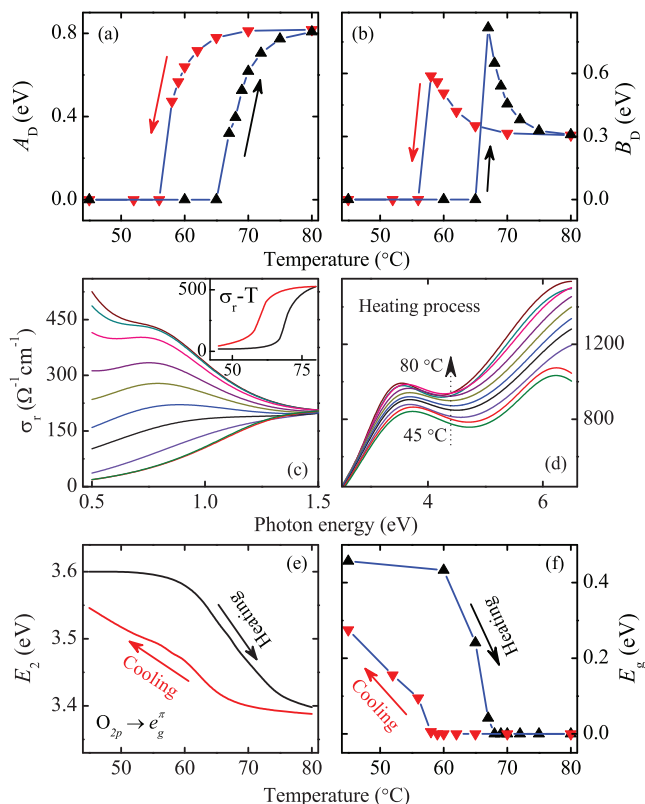 (a)
(b)
0.8
0.4
0.0
A_D (eV)
0.6
0.3
0.0
B_D (eV)
50 60 70 80
50 60 70 80
Temperature (°C)
450
300
150
0
σ_r (Ω⁻¹ cm⁻¹)
σ_r-T
500
0
50 75
(c)
0.5 1.0 1.5
Heating process
80 °C
45 °C
(d)
1200
800
4 6
Photon energy (eV)
(e)
3.6
3.5
3.4
E_2 (eV)
Heating
Cooling
O_2p → e_g^π
50 60 70 80
(f)
0.4
0.2
0.0
E_g (eV)
Heating
Cooling
50 60 70 80
Temperature (°C)